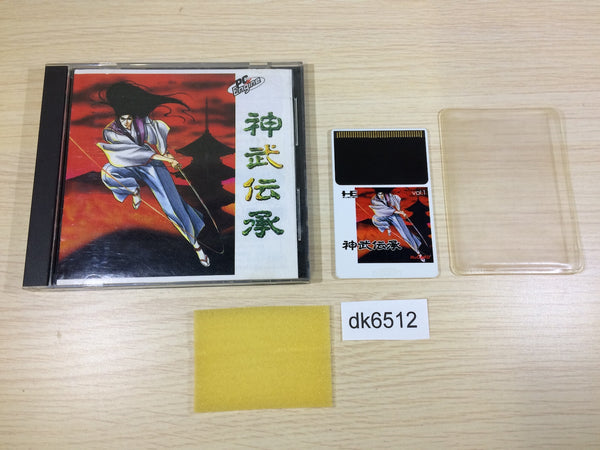 PC
Engine
神武伝承
vol.1
神武伝承
dk6512